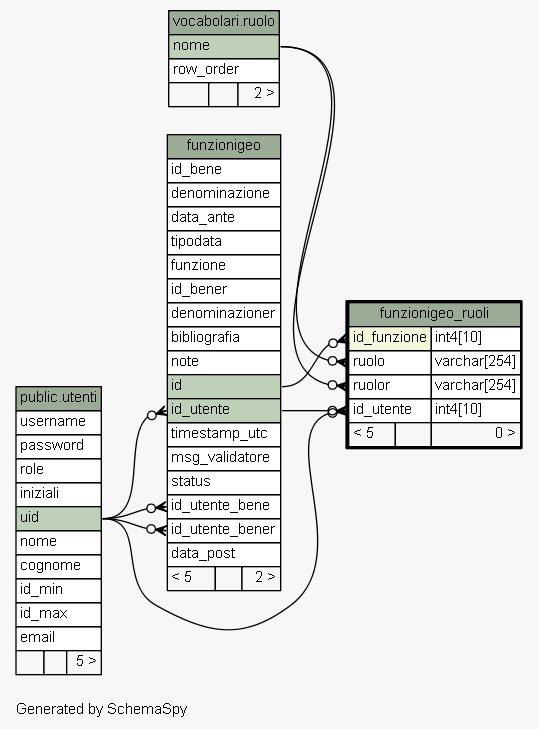 vocabolari.ruolo
nome
row_order
2 >
funzionigeo
id_bene
denominazione
data_ante
tipodata
funzione
id_bener
denominazioner
bibliografia
note
id
id_utente
timestamp_utc
msg_validatore
status
id_utente_bene
id_utente_bener
data_post
< 5 2 >
funzionigeo_ruoli
id_funzione int4[10]
ruolo varchar[254]
ruolor varchar[254]
id_utente int4[10]
< 5 0 >
public.utenti
username
password
role
iniziali
uid
nome
cognome
id_min
id_max
email
5 >
Generated by SchemaSpy